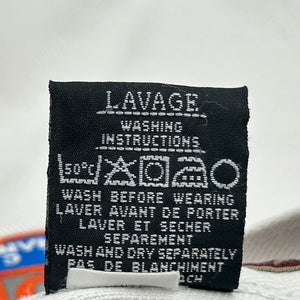 LAVAGE
WASHING
INSTRUCTIONS
50°C
WASH BEFORE WEARING
LAVER AVANT DE PORTER
LAVER ET SECHER
SEPAREMENT
WASH AND DRY SEPARATELY
PAS DE BLANCHIMENT